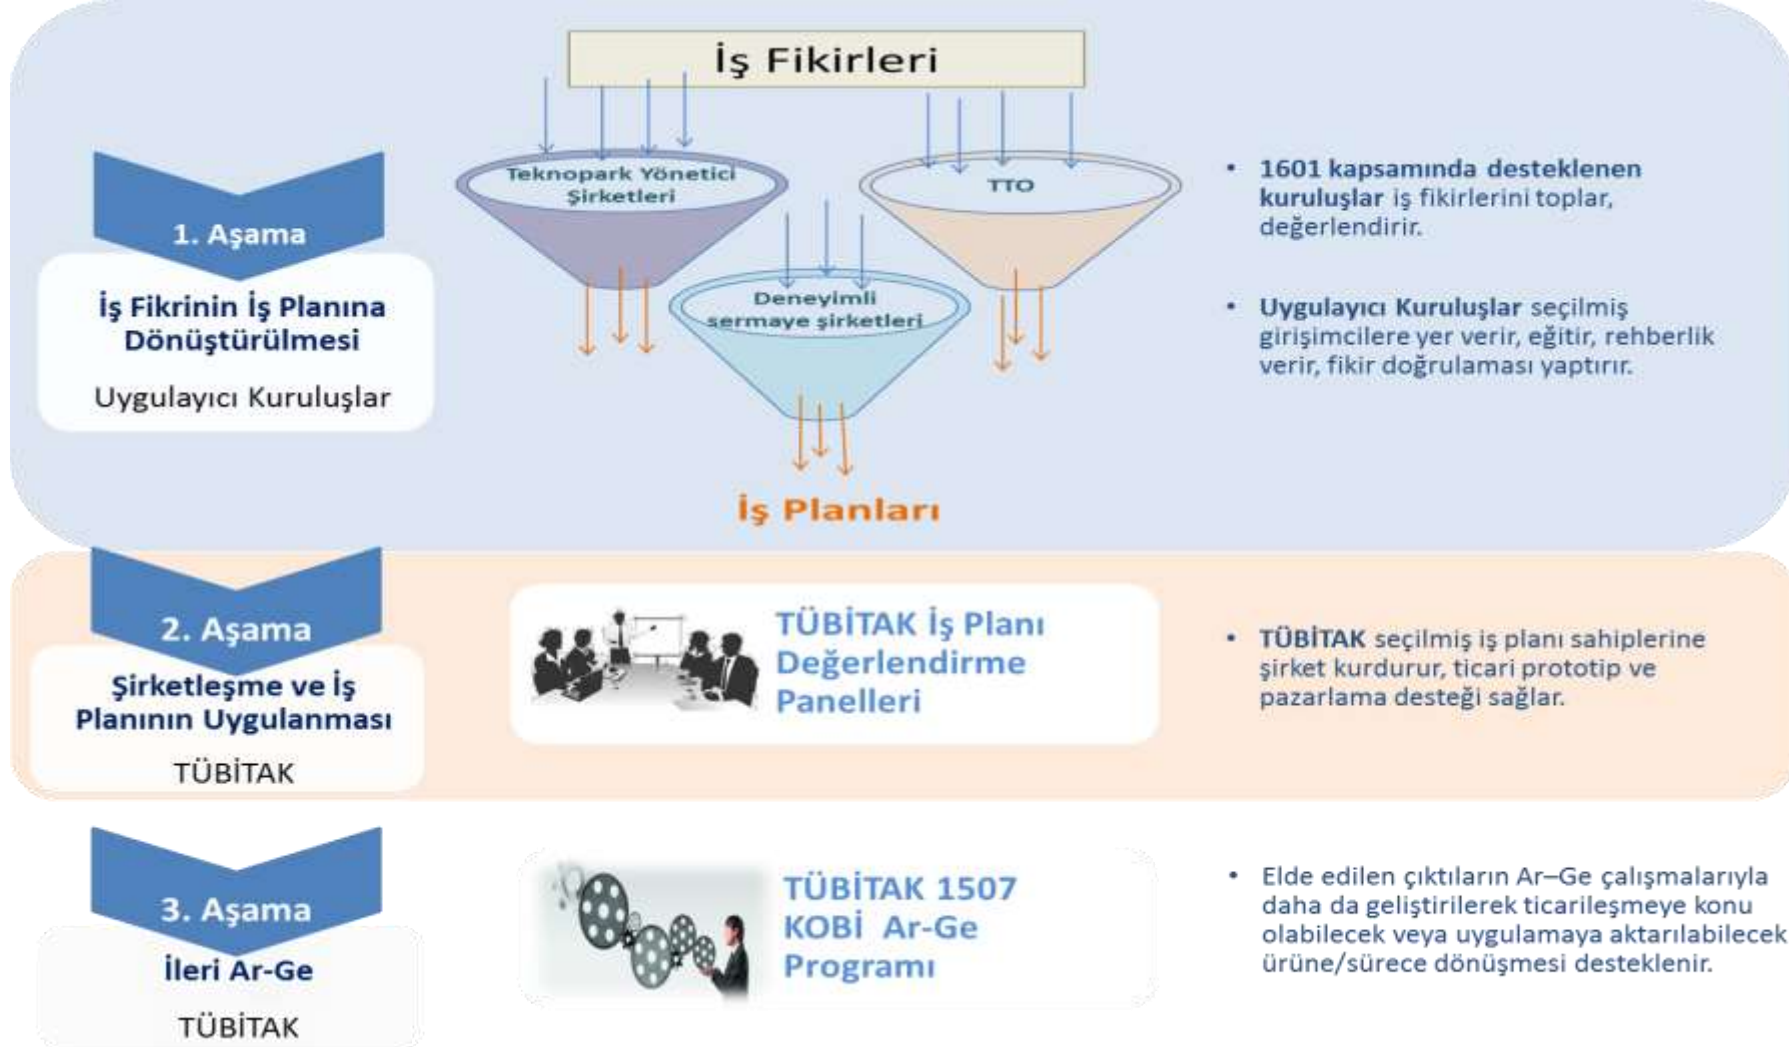 İş Fikirleri
Teknopark Yönetici
Şirketleri
TTO
Deneyimli
sermaye şirketleri
İş Planları
1. Aşama
İş Fikrinin İş Planına
Dönüştürülmesi
Uygulayıcı Kuruluşlar
• 1601 kapsamında desteklenen
kuruluşlar iş fikirlerini toplar,
değerlendirir.
• Uygulayıcı Kuruluşlar seçilmiş
girişimcilere yer verir, eğitir, rehberlik
verir, fikir doğrulaması yaptırır.
2. Aşama
Şirketleşme ve İş
Planının Uygulanması
TÜBİTAK
TÜBİTAK İş Planı
Değerlendirme
Panelleri
• TÜBİTAK seçilmiş iş planı sahiplerine
şirket kurdurur, ticari prototip ve
pazarlama desteği sağlar.
3. Aşama
İleri Ar-Ge
TÜBİTAK
TÜBİTAK 1507
KOBİ Ar-Ge
Programı
• Elde edilen çıktıların Ar–Ge çalışmalarıyla
daha da geliştirilerek ticarileşmeye konu
olabilecek veya uygulamaya aktarılabilecek
ürüne/sürece dönüşmesi desteklenir.